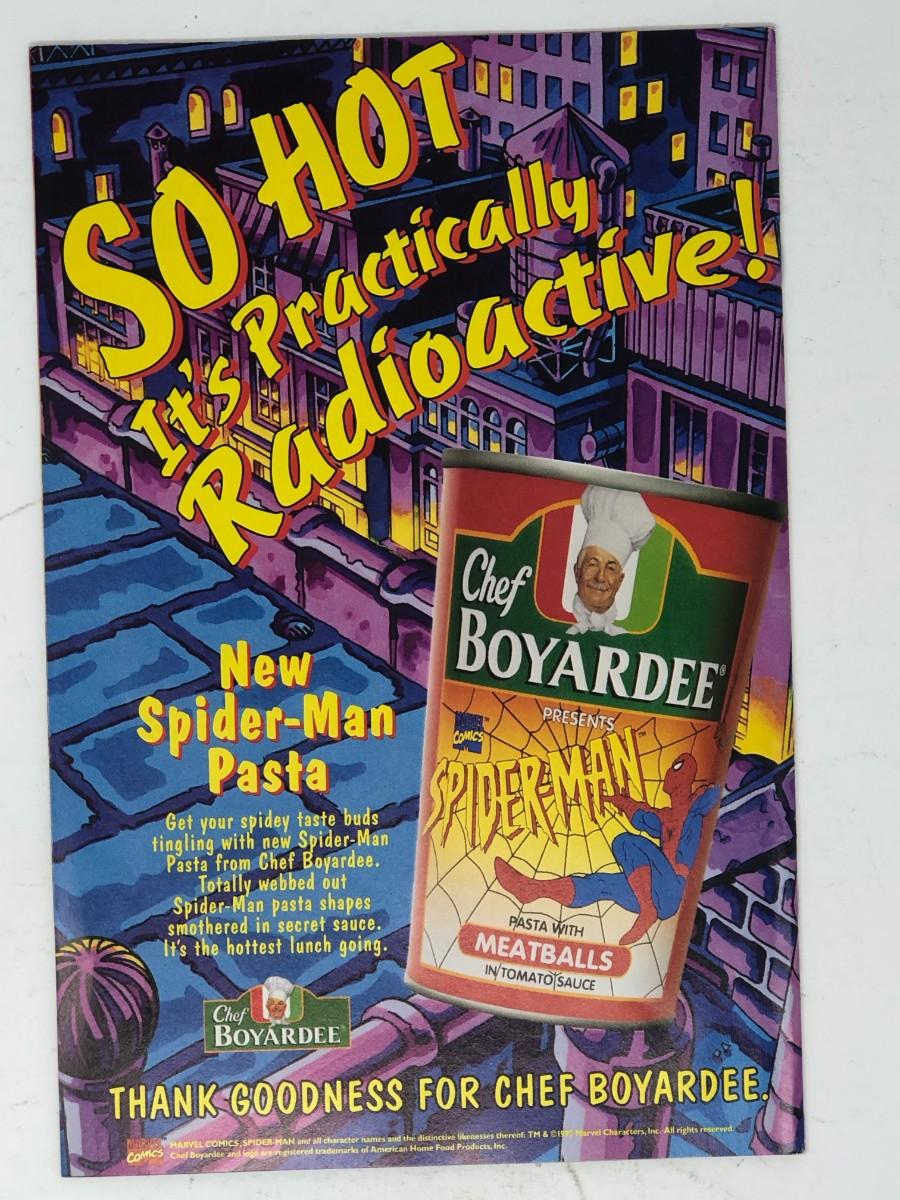 SO HOT
It's Practically
Radioactive!
Chef
BOYARDEE®
PRESENTS
MARVEL
COMICS
SPIDER-MAN™
PASTA WITH
MEATBALLS
IN TOMATO SAUCE
New
Spider-Man
Pasta
Get your spidey taste buds
tingling with new Spider-Man
Pasta from Chef Boyardee.
Totally webbed out
Spider-Man pasta shapes
smothered in secret sauce.
It's the hottest lunch going.
Chef
BOYARDEE
THANK GOODNESS FOR CHEF BOYARDEE.
MARVEL
COMICS
MARVEL COMICS, SPIDER-MAN and all character names and the distinctive likenesses thereof: TM & ©1995 Marvel Characters, Inc. All rights reserved.
Chef Boyardee and logo are registered trademarks of American Home Food Products, Inc.